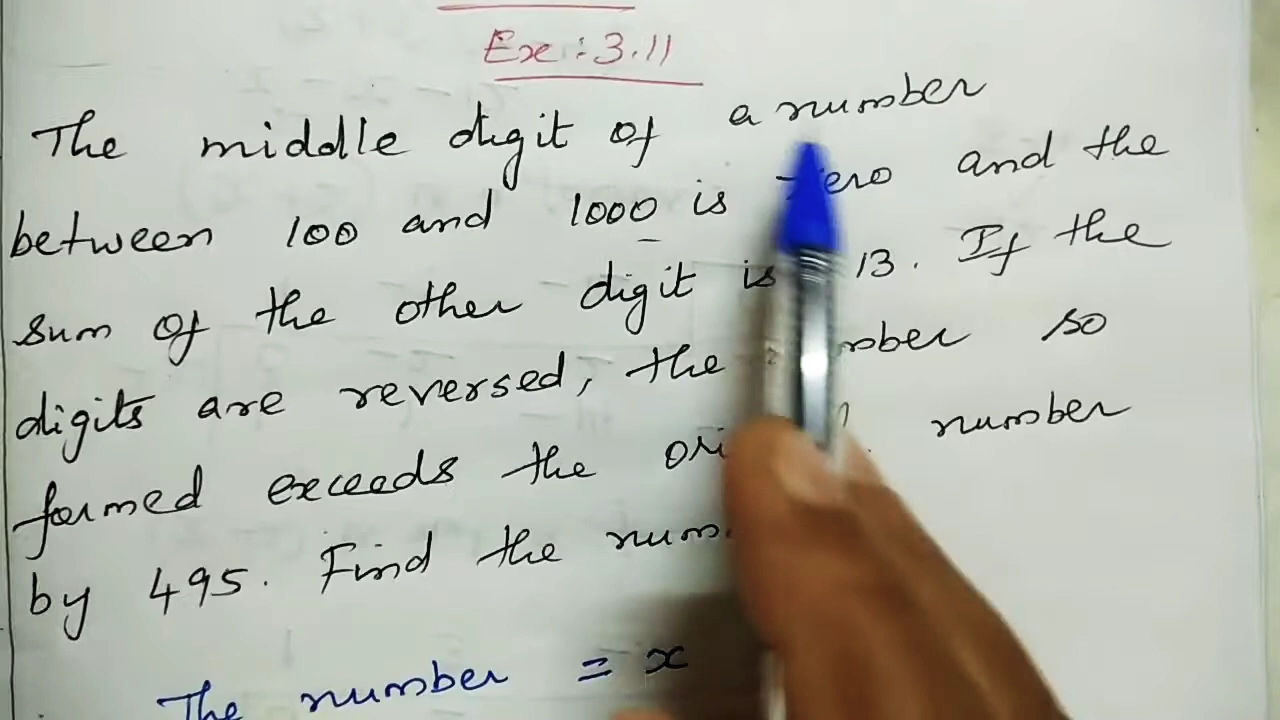 Ex : 3.11
The middle digit of a number
between 100 and 1000 is zero and the
sum of the other digit is 13. If the
digits are reversed, the so
formed exceeds the number
by 495. Find the
The number = x